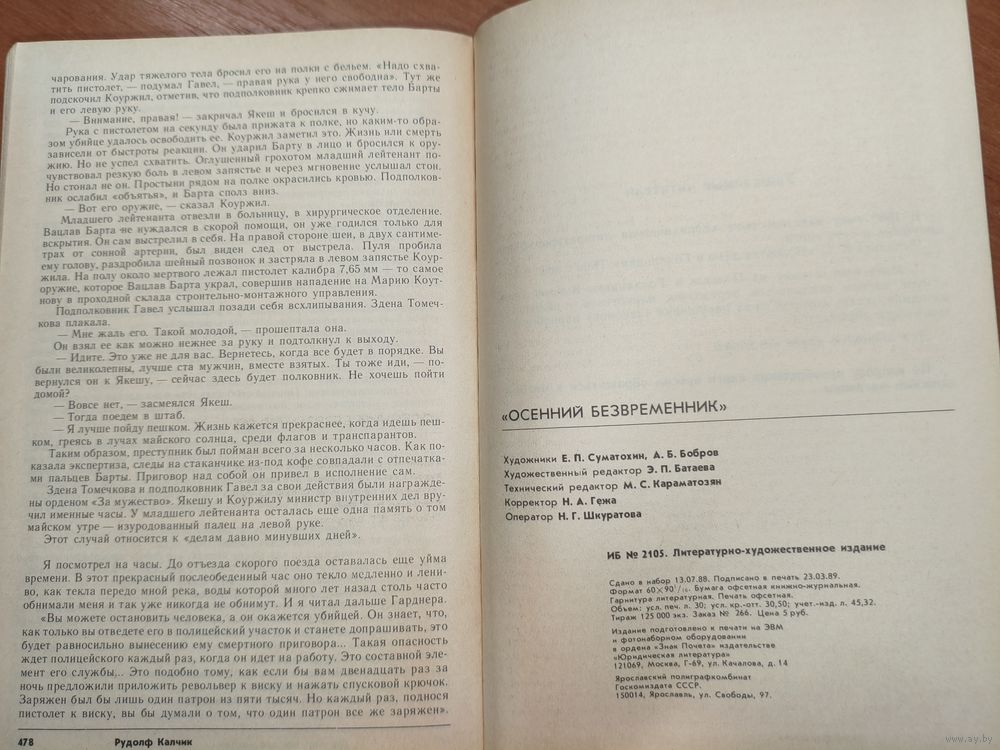 чарования. Удар тяжелого тела бросил его на полки с бельем. «Надо схва-
тить пистолет, — подумал Гавел, — правая рука у него свободна». Тут же
подскочил Коуржил, отметив, что подполковник крепко сжимает тело Барты
и его левую руку.
— Внимание, правая! — закричал Якеш и бросился в кучу.
Рука с пистолетом на секунду была прижата к полке, но каким-то обра-
зом убийце удалось освободить ее. Коуржил заметил это. Жизнь или смерть
зависели от быстроты реакции. Он ударил Барту в лицо и бросился к ору-
жию. Но не успел схватить. Оглушенный грохотом младший лейтенант по-
чувствовал резкую боль в левом запястье и через мгновение услышал стон.
Но стонал не он. Простыни рядом на полке окрасились кровью. Подполков-
ник ослабил «объятья», и Барта сполз вниз.
— Вот его оружие, — сказал Коуржил.
Младшего лейтенанта отвезли в больницу, в хирургическое отделение.
Вацлав Барта не нуждался в скорой помощи, он уже годился только для
вскрытия. Он сам выстрелил в себя. На правой стороне шеи, в двух сантиме-
трах от сонной артерии, был виден след от выстрела. Пуля пробила
ему голову, раздробила шейный позвонок и застряла в левом запястье Коур-
жила. На полу около мертвого лежал пистолет калибра 7,65 мм — то самое
оружие, которое Вацлав Барта украл, совершив нападение на Марию Коут-
нову в проходной склада строительно-монтажного управления.
Подполковник Гавел услышал позади себя всхлипывания. Здена Томеч-
кова плакала.
— Мне жаль его. Такой молодой, — прошептала она.
Он взял ее как можно нежнее за руку и подтолкнул к выходу.
— Идите. Это уже не для вас. Вернетесь, когда все будет в порядке. Вы
были великолепны, лучше ста мужчин, вместе взятых. Ты тоже иди, — по-
вернулся он к Якешу, — сейчас здесь будет полковник. Не хочешь пойти
домой?
— Вовсе нет, — засмеялся Якеш.
— Тогда поедем в штаб.
— Я лучше пойду пешком. Жизнь кажется прекраснее, когда идешь пеш-
ком, греясь в лучах майского солнца, среди флагов и транспарантов.
Таким образом, преступник был пойман всего за несколько часов. Как по-
казала экспертиза, следы на стаканчике из-под кофе совпадали с отпечатка-
ми пальцев Барты. Приговор над собой он привел в исполнение сам.
Здена Томечкова и подполковник Гавел за свои действия были награжде-
ны орденом «За мужество». Якешу и Коуржилу министр внутренних дел вру-
чил именные часы. У младшего лейтенанта осталась еще одна память о том
майском утре — изуродованный палец на левой руке.
Этот случай относится к «делам давно минувших дней».
Я посмотрел на часы. До отъезда скорого поезда оставалась еще уйма
времени. В этот прекрасный послеобеденный час оно текло медленно и лени-
во, как текла передо мной река, воды которой много лет назад столь часто
обнимали меня и так уже никогда не обнимут. И я читал дальше Гарднера.
«Вы можете остановить человека, а он окажется убийцей. Он знает, что,
как только вы отведете его в полицейский участок и станете допрашивать, это
будет равносильно вынесению ему смертного приговора... Такая опасность
ждет полицейского каждый раз, когда он идет на работу. Это составной эле-
мент его службы... Это подобно тому, как если бы вам двенадцать раз за
ночь предложили приложить револьвер к виску и нажать спусковой крючок.
Заряжен был бы лишь один патрон из пяти тысяч. Но каждый раз, поднося
пистолет к виску, вы бы думали о том, что один патрон все же заряжен».
478 Рудолф Калчик
«ОСЕННИЙ БЕЗВРЕМЕННИК»
Художники Е. П. Суматохин, А. Б. Бобров
Художественный редактор Э. П. Батаева
Технический редактор М. С. Караматозян
Корректор Н. А. Гежа
Оператор Н. Г. Шкуратова
ИБ № 2105. Литературно-художественное издание
Сдано в набор 13.07.88. Подписано в печать 23.03.89.
Формат 60×90¹/₁₆. Бумага офсетная книжно-журнальная.
Гарнитура литературная. Печать офсетная.
Объем: усл. печ. л. 30; усл. кр.-отт. 30,50; учет.-изд. л. 45,32.
Тираж 125 000 экз. Заказ № 266. Цена 5 руб.
Издание подготовлено к печати на ЭВМ
и фотонаборном оборудовании
в ордена «Знак Почета» издательстве
«Юридическая литература»
121069, Москва, Г-69, ул. Качалова, д. 14
Ярославский полиграфкомбинат
Госкомиздата СССР.
150014, Ярославль, ул. Свободы, 97.
www.ay.by